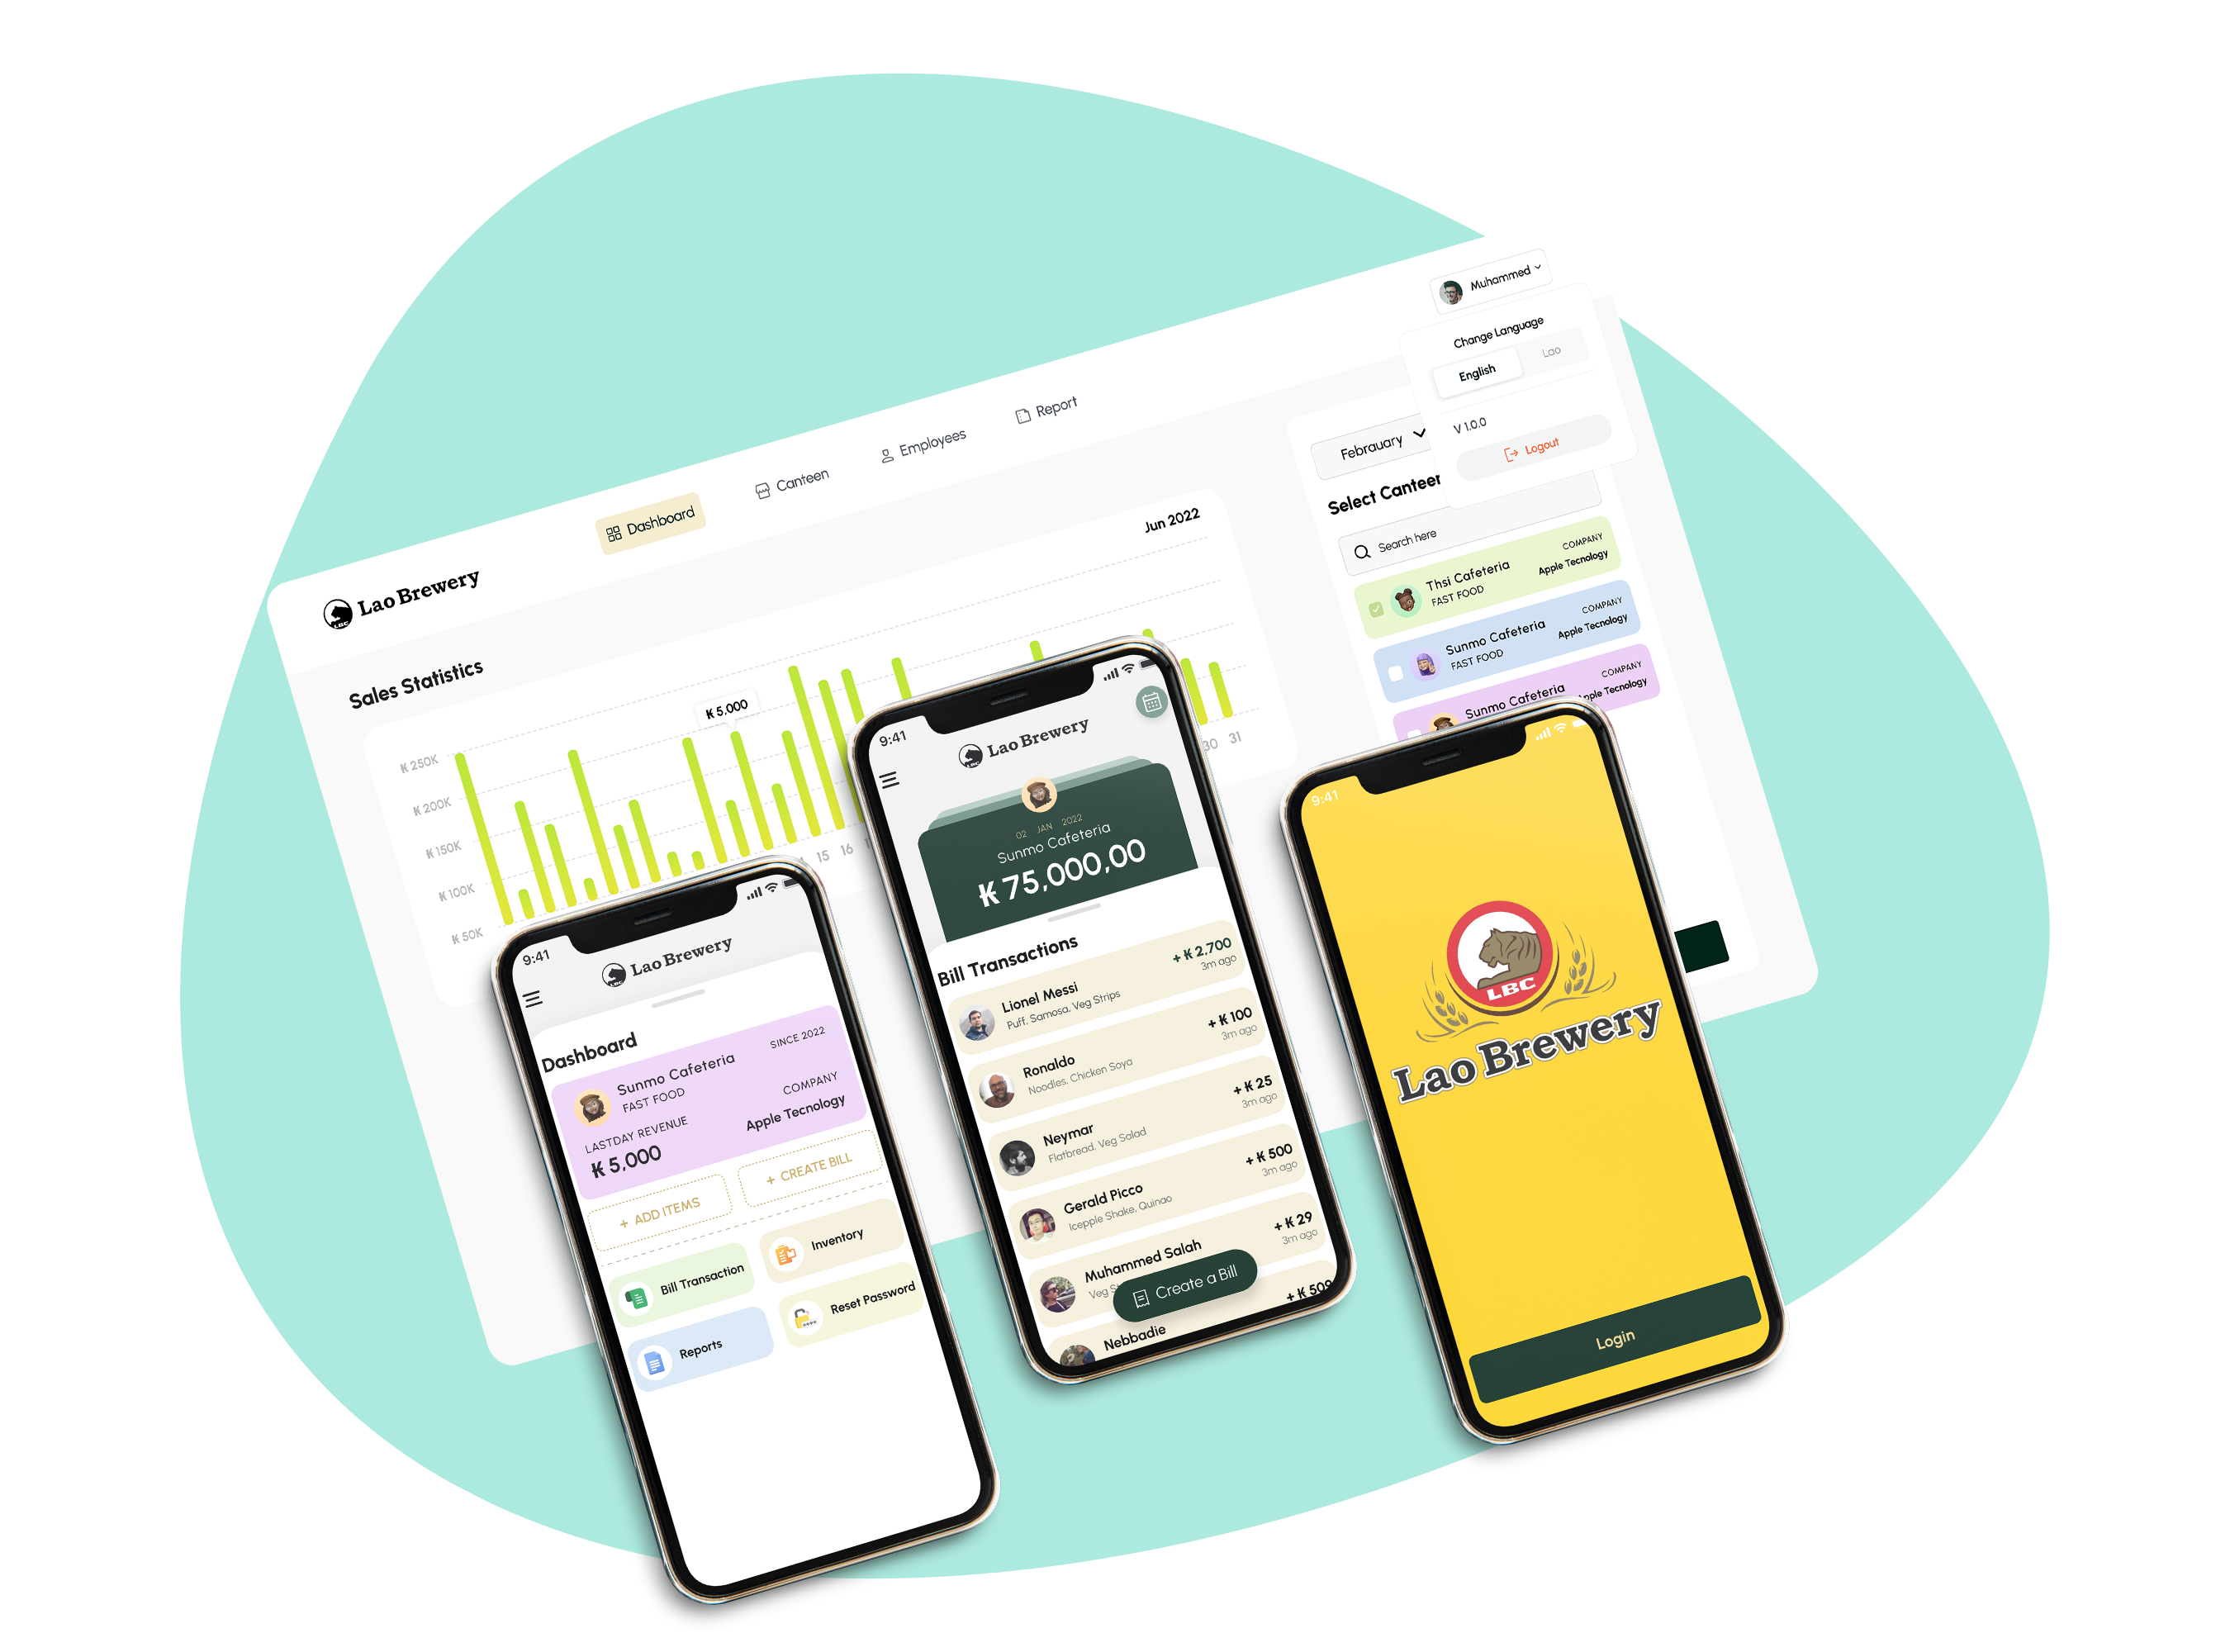 Muhammed
Change Language
English
Lao
V 1.0.0
Logout
LBC
Lao Brewery
Dashboard
Canteen
Employees
Report
Sales Statistics
Jun 2022
₭ 250K
₭ 200K
₭ 150K
₭ 100K
₭ 50K
₭ 5,000
15
16
30
31
Febrauary
Select Canteen
Search here
Thsi Cafeteria
FAST FOOD
COMPANY
Apple Tecnology
Sunmo Cafeteria
FAST FOOD
COMPANY
Apple Tecnology
Sunmo Cafeteria
COMPANY
Apple Tecnology
9:41
LBC
Lao Brewery
Dashboard
Sunmo Cafeteria
FAST FOOD
SINCE 2022
LASTDAY REVENUE
₭ 5,000
COMPANY
Apple Tecnology
+ ADD ITEMS
+ CREATE BILL
Bill Transaction
Inventory
Reports
Reset Password
9:41
LBC
Lao Brewery
02 JAN 2022
Sunmo Cafeteria
₭ 75,000,00
Bill Transactions
Lionel Messi
Puff, Samosa, Veg Strips
+ ₭ 2,700
3m ago
Ronaldo
Noodles, Chicken Soya
+ ₭ 100
3m ago
Neymar
Flatbread, Veg Salad
+ ₭ 25
3m ago
Gerald Picco
Icepple Shake, Quinao
+ ₭ 500
3m ago
Muhammed Salah
Veg
+ ₭ 29
3m ago
Create a Bill
Nebbadie
+ ₭ 509
9:41
LBC
Lao Brewery
Login